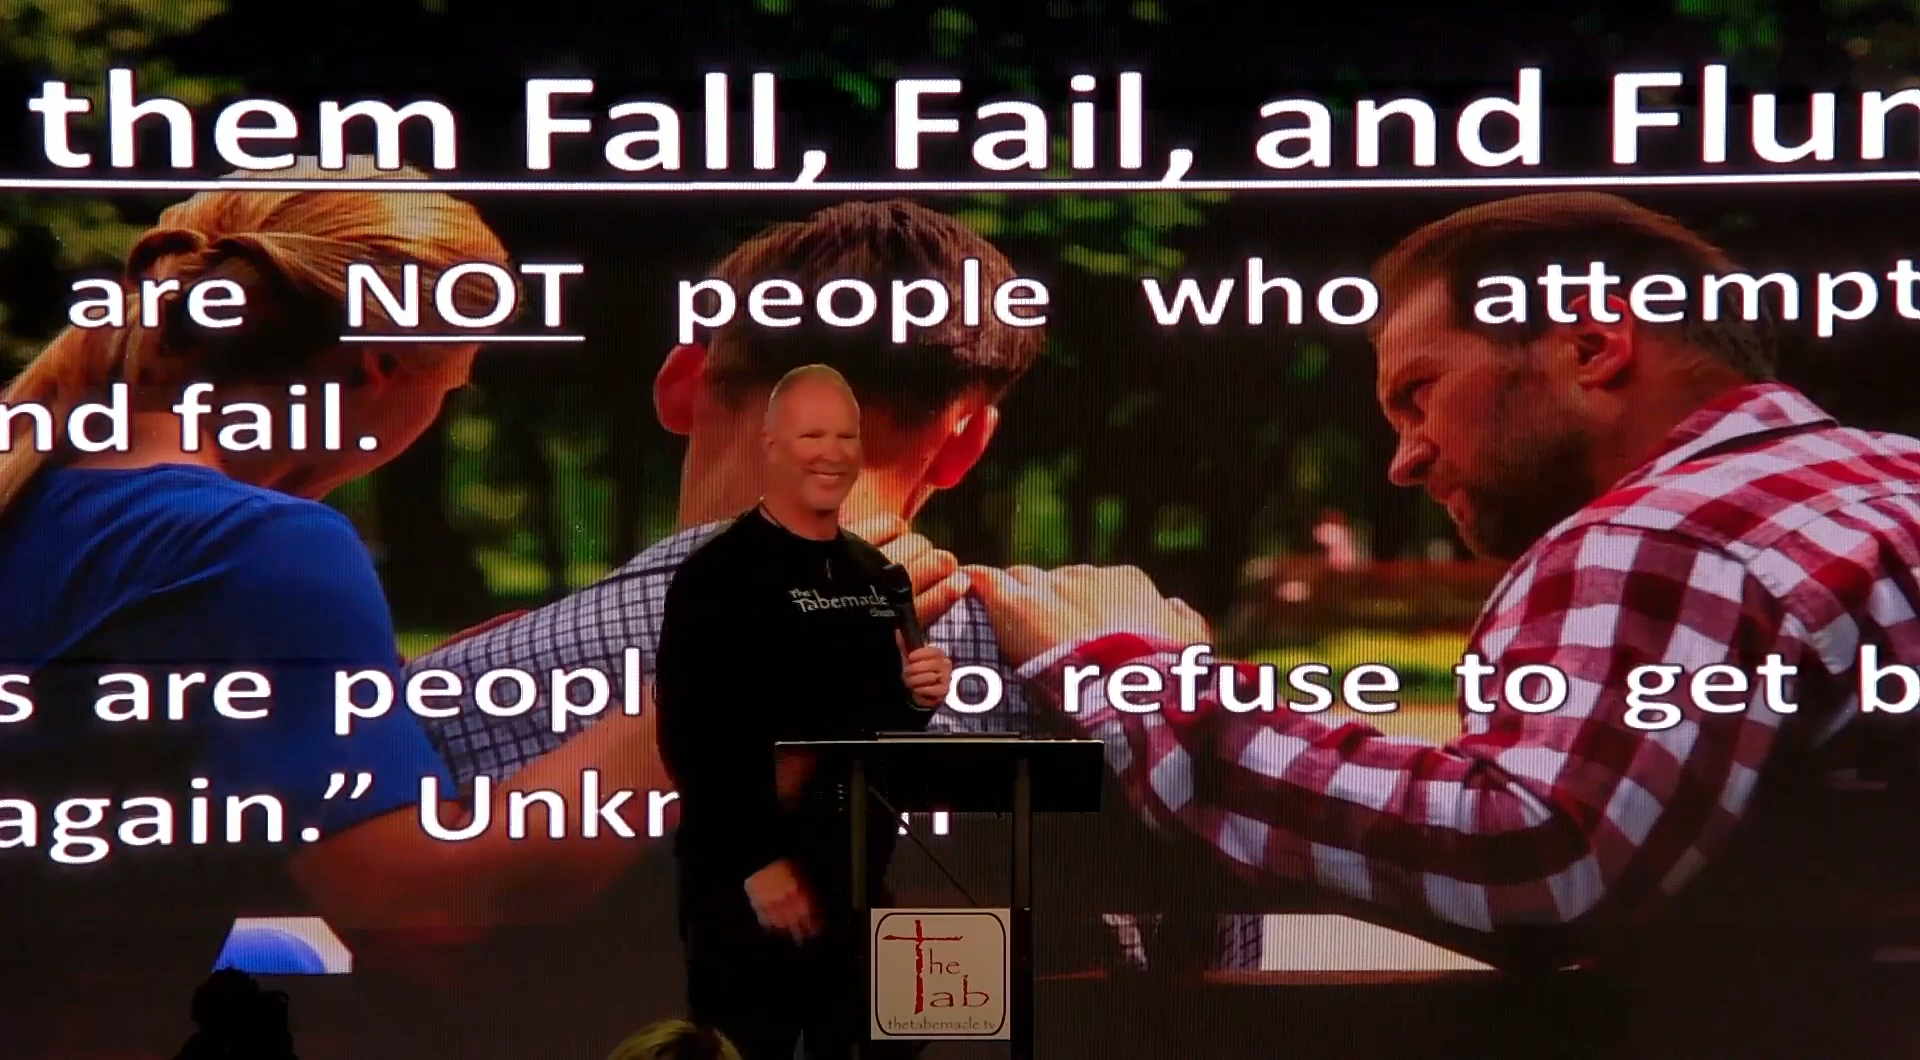 them Fall, Fail, and Flun
are NOT people who attempt
nd fail.
s are peopl o refuse to get b
again.” Unkn n
The
Tabernacle
The
Tab
thetabernacle.tv